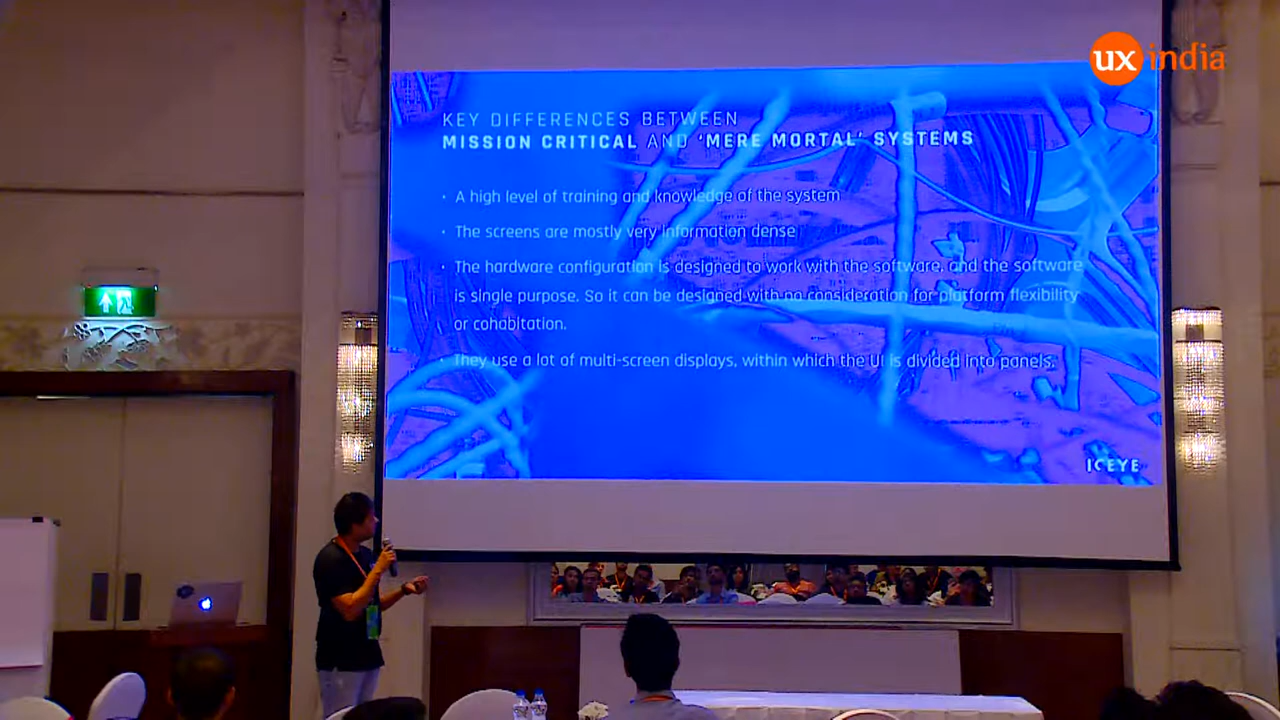 ux india
KEY DIFFERENCES BETWEEN
MISSION CRITICAL AND 'MERE MORTAL' SYSTEMS
• A high level of training and knowledge of the system
• The screens are mostly very information dense
• The hardware configuration is designed to work with the software, and the software
is single purpose. So it can be designed with no consideration for platform flexibility
or cohabitation.
• They use a lot of multi-screen displays, within which the UI is divided into panels.
ICEYE